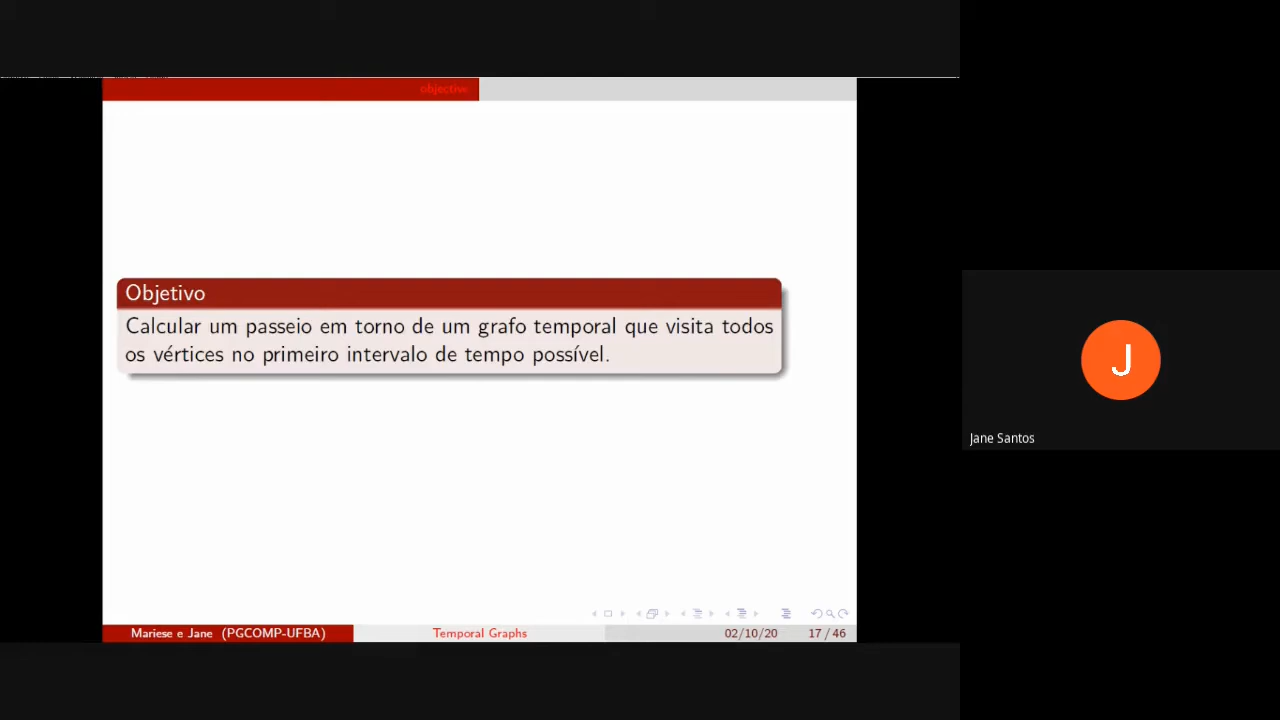 objective
Objetivo
Calcular um passeio em torno de um grafo temporal que visita todos
os vértices no primeiro intervalo de tempo possível.
J
Jane Santos
Mariese e Jane (PGCOMP-UFBA)
Temporal Graphs
02/10/20
17 / 46